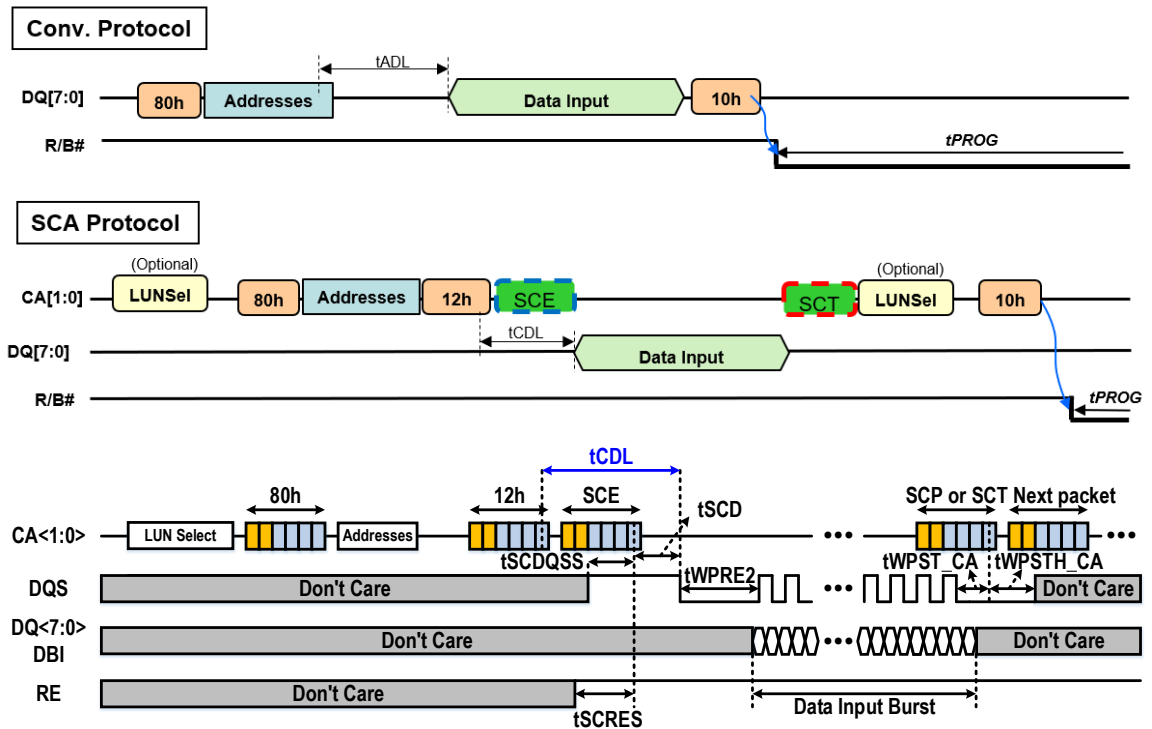 Conv. Protocol
tADL
DQ[7:0]
80h
Addresses
Data Input
10h
R/B#
tPROG
SCA Protocol
(Optional)
(Optional)
CA[1:0]
LUNSel
80h
Addresses
12h
SCE
SCT
LUNSel
10h
tCDL
DQ[7:0]
Data Input
R/B#
tPROG
tCDL
80h
12h
SCE
tSCD
SCP or SCT Next packet
CA<1:0>
LUN Select
Addresses
tSCDQSS
tWPRE2
tWPST_CA
tWPSTH_CA
DQS
Don't Care
Don't Care
DQ<7:0>
DBI
Don't Care
Don't Care
RE
Don't Care
tSCRES
Data Input Burst